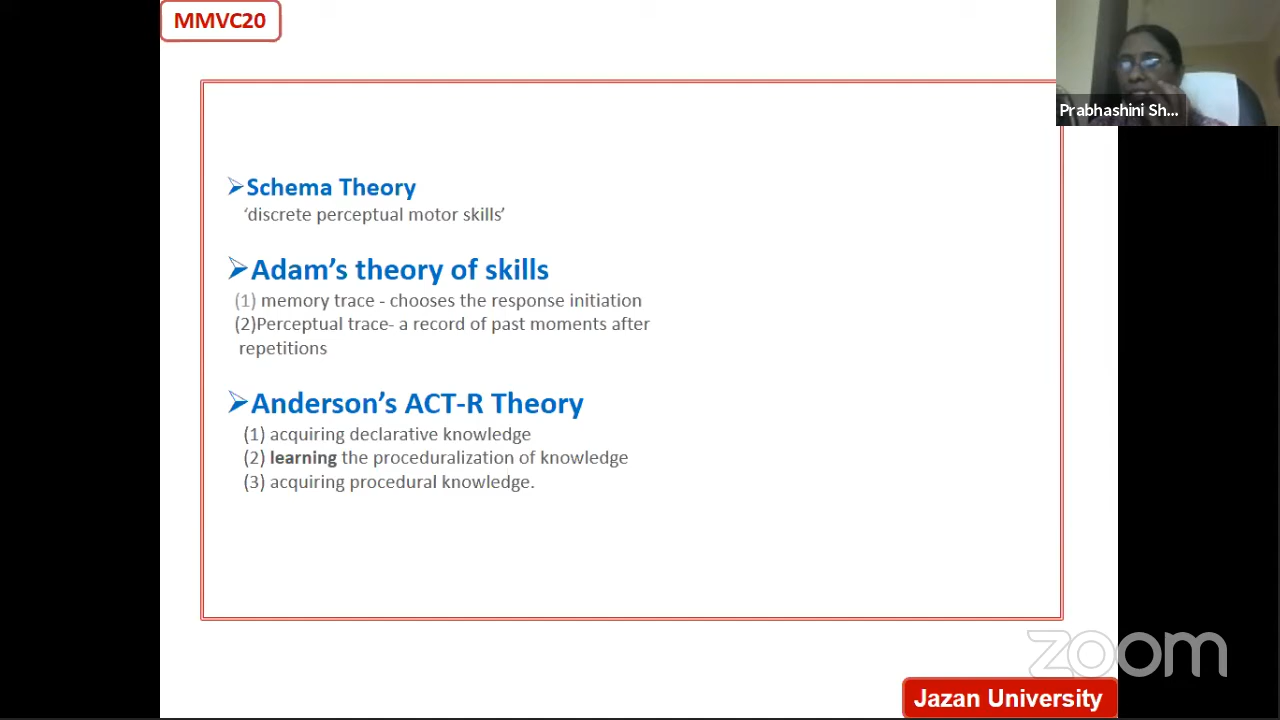 MMVC20
Prabhashini Sh...
➢Schema Theory
‘discrete perceptual motor skills’
➢Adam’s theory of skills
(1) memory trace - chooses the response initiation
(2)Perceptual trace- a record of past moments after
repetitions
➢Anderson’s ACT-R Theory
(1) acquiring declarative knowledge
(2) learning the proceduralization of knowledge
(3) acquiring procedural knowledge.
zoom
Jazan University